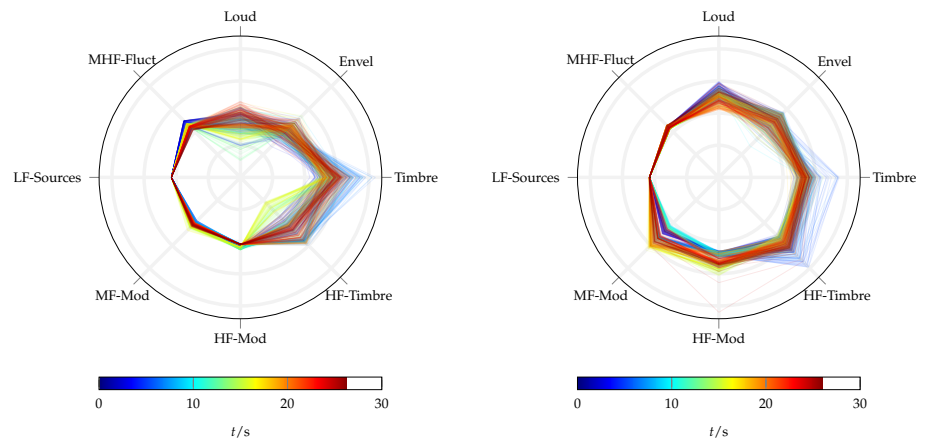 Loud
MHF-Fluct
Envel
LF-Sources
Timbre
MF-Mod
HF-Timbre
HF-Mod
0
10
20
30
t/s
Loud
MHF-Fluct
Envel
LF-Sources
Timbre
MF-Mod
HF-Timbre
HF-Mod
0
10
20
30
t/s